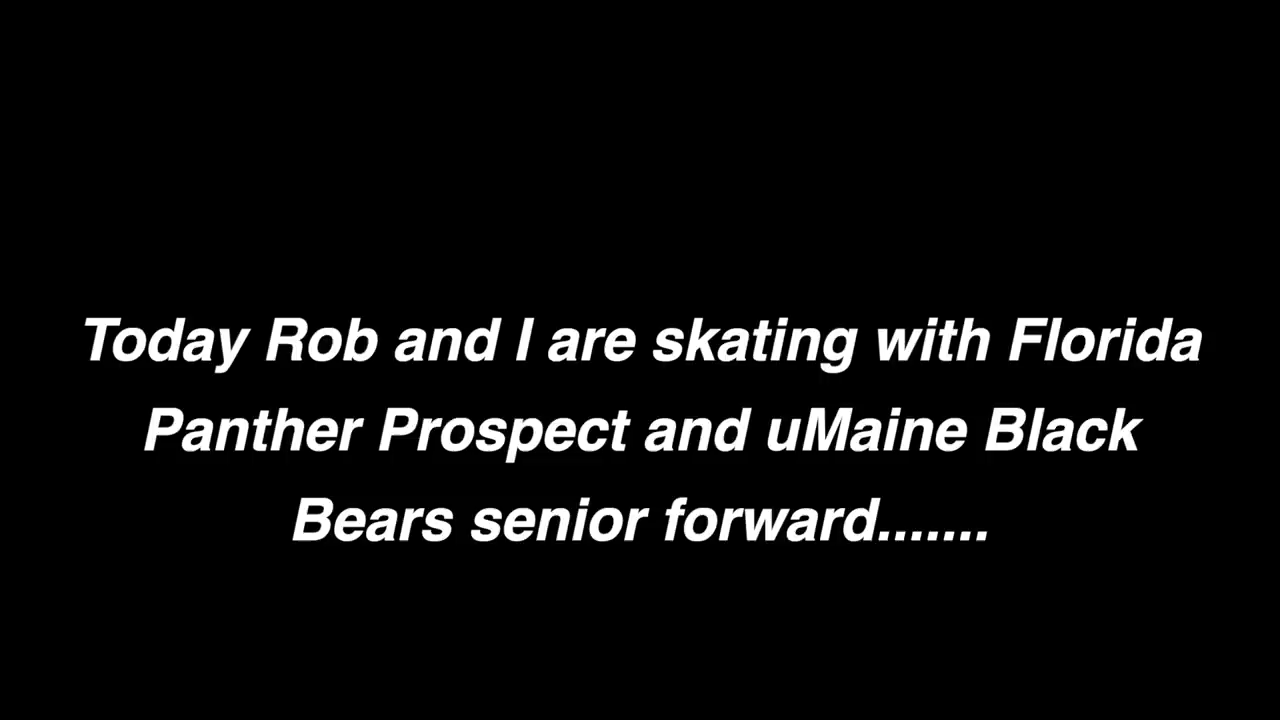 Today Rob and I are skating with Florida
Panther Prospect and uMaine Black
Bears senior forward.......